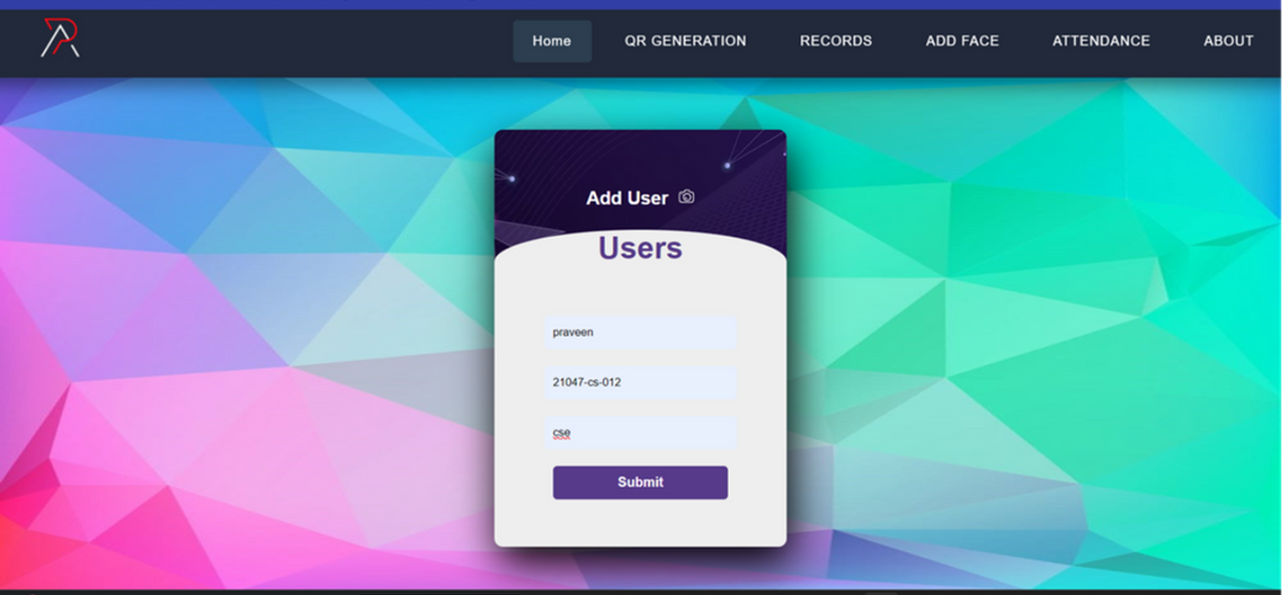 Home QR GENERATION RECORDS ADD FACE ATTENDANCE ABOUT
Add User
Users
praveen
21047-cs-012
cse
Submit